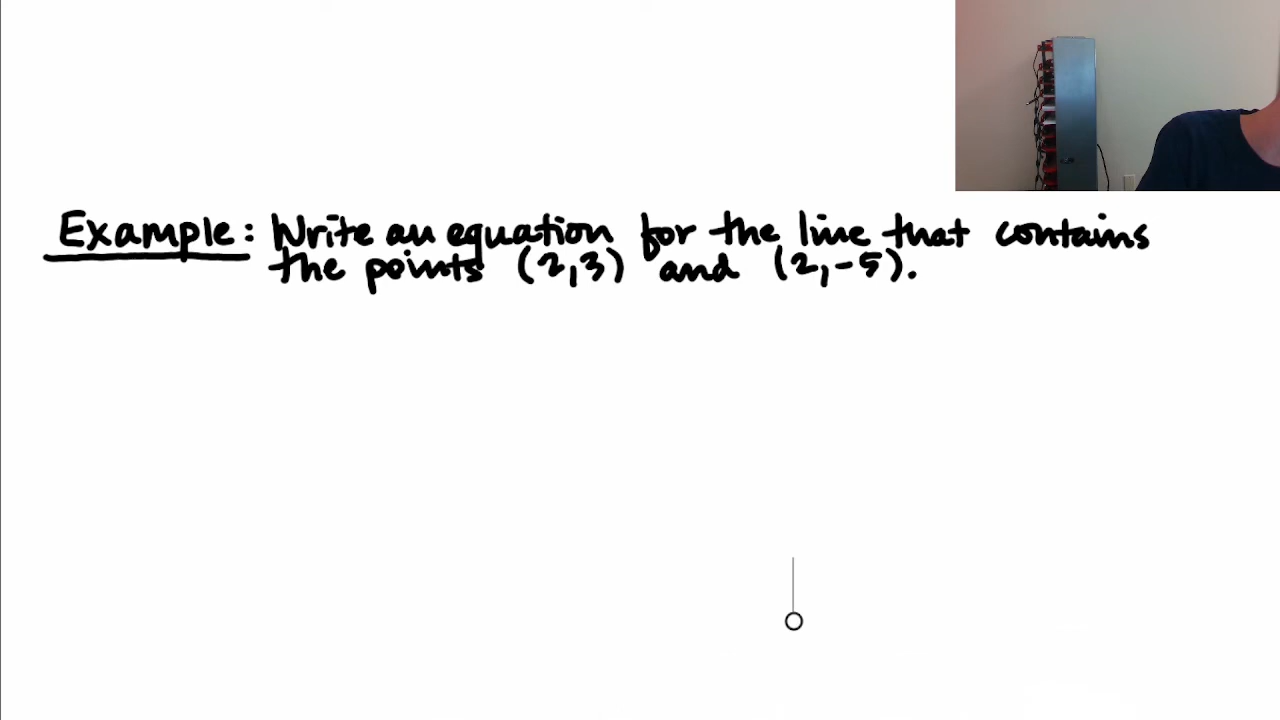 Example: Write an equation for the line that contains
the points (2,3) and (2,-5).